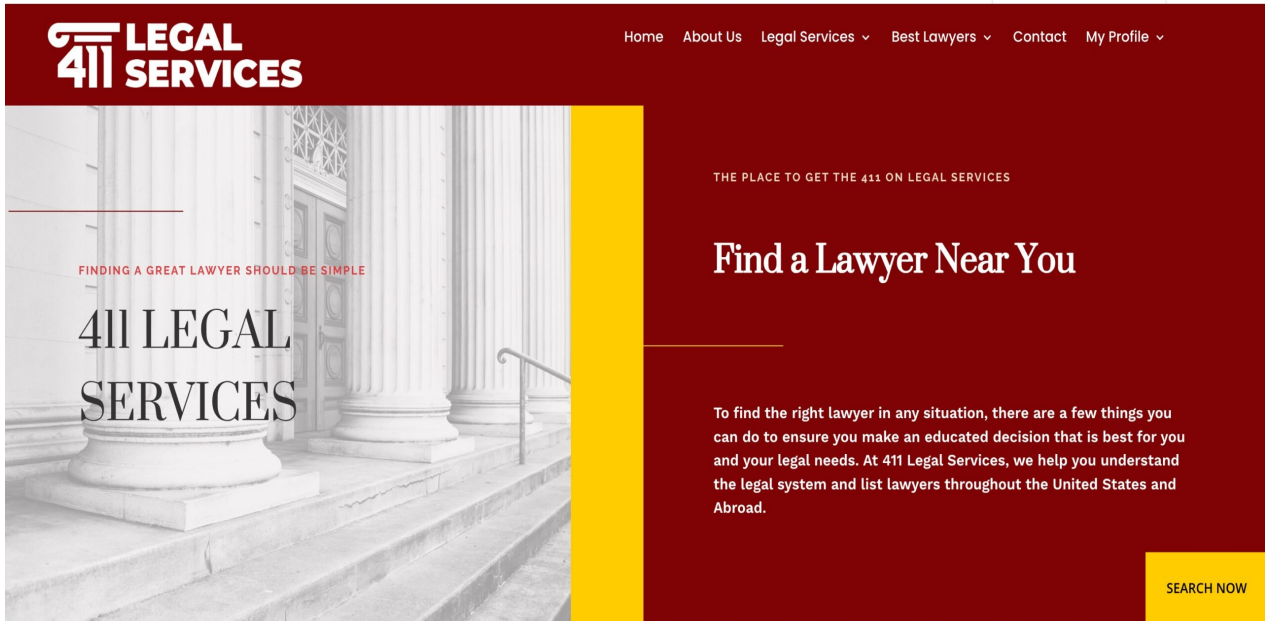 411 LEGAL
SERVICES
Home About Us Legal Services Best Lawyers Contact My Profile
FINDING A GREAT LAWYER SHOULD BE SIMPLE
411 LEGAL
SERVICES
THE PLACE TO GET THE 411 ON LEGAL SERVICES
Find a Lawyer Near You
To find the right lawyer in any situation, there are a few things you
can do to ensure you make an educated decision that is best for you
and your legal needs. At 411 Legal Services, we help you understand
the legal system and list lawyers throughout the United States and
Abroad.
SEARCH NOW